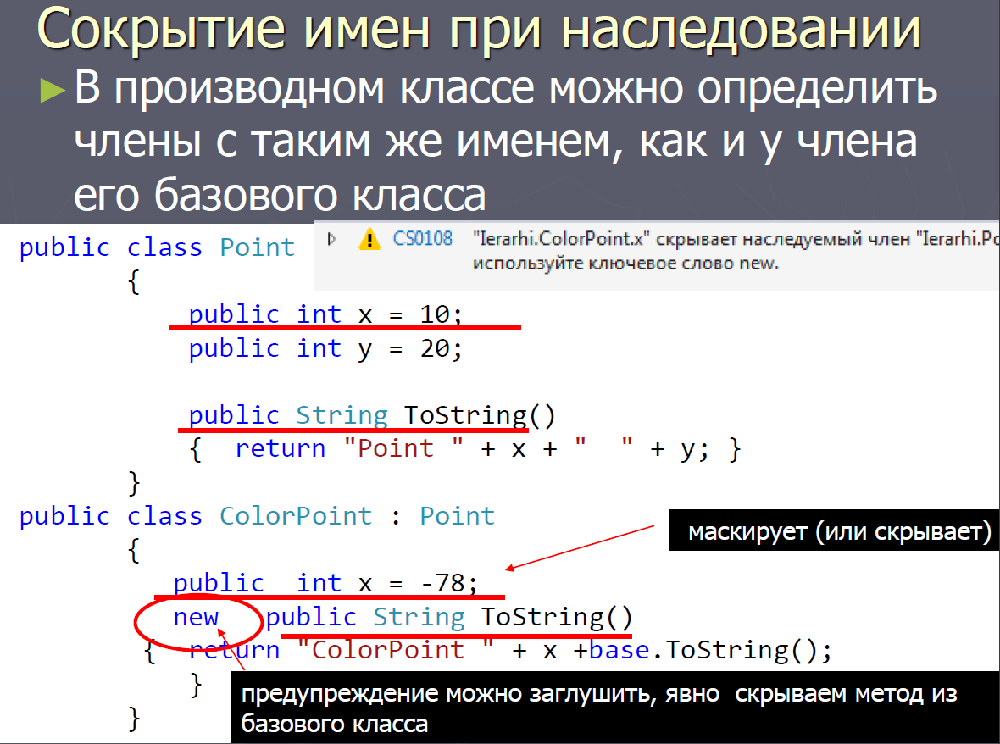 Сокрытие имен при наследовании
► В производном классе можно определить
члены с таким же именем, как и у члена
его базового класса
CS0108 "Ierarhi.ColorPoint.x" скрывает наследуемый член "Ierarhi.Po
используйте ключевое слово new.
public class Point
{
public int x = 10;
public int y = 20;
public String ToString()
{ return "Point " + x + "  " + y; }
}
public class ColorPoint : Point
{
маскирует (или скрывает)
public  int x = -78;
new   public String ToString()
{  return "ColorPoint " + x +base.ToString();
}
}
предупреждение можно заглушить, явно  скрываем метод из
базового класса